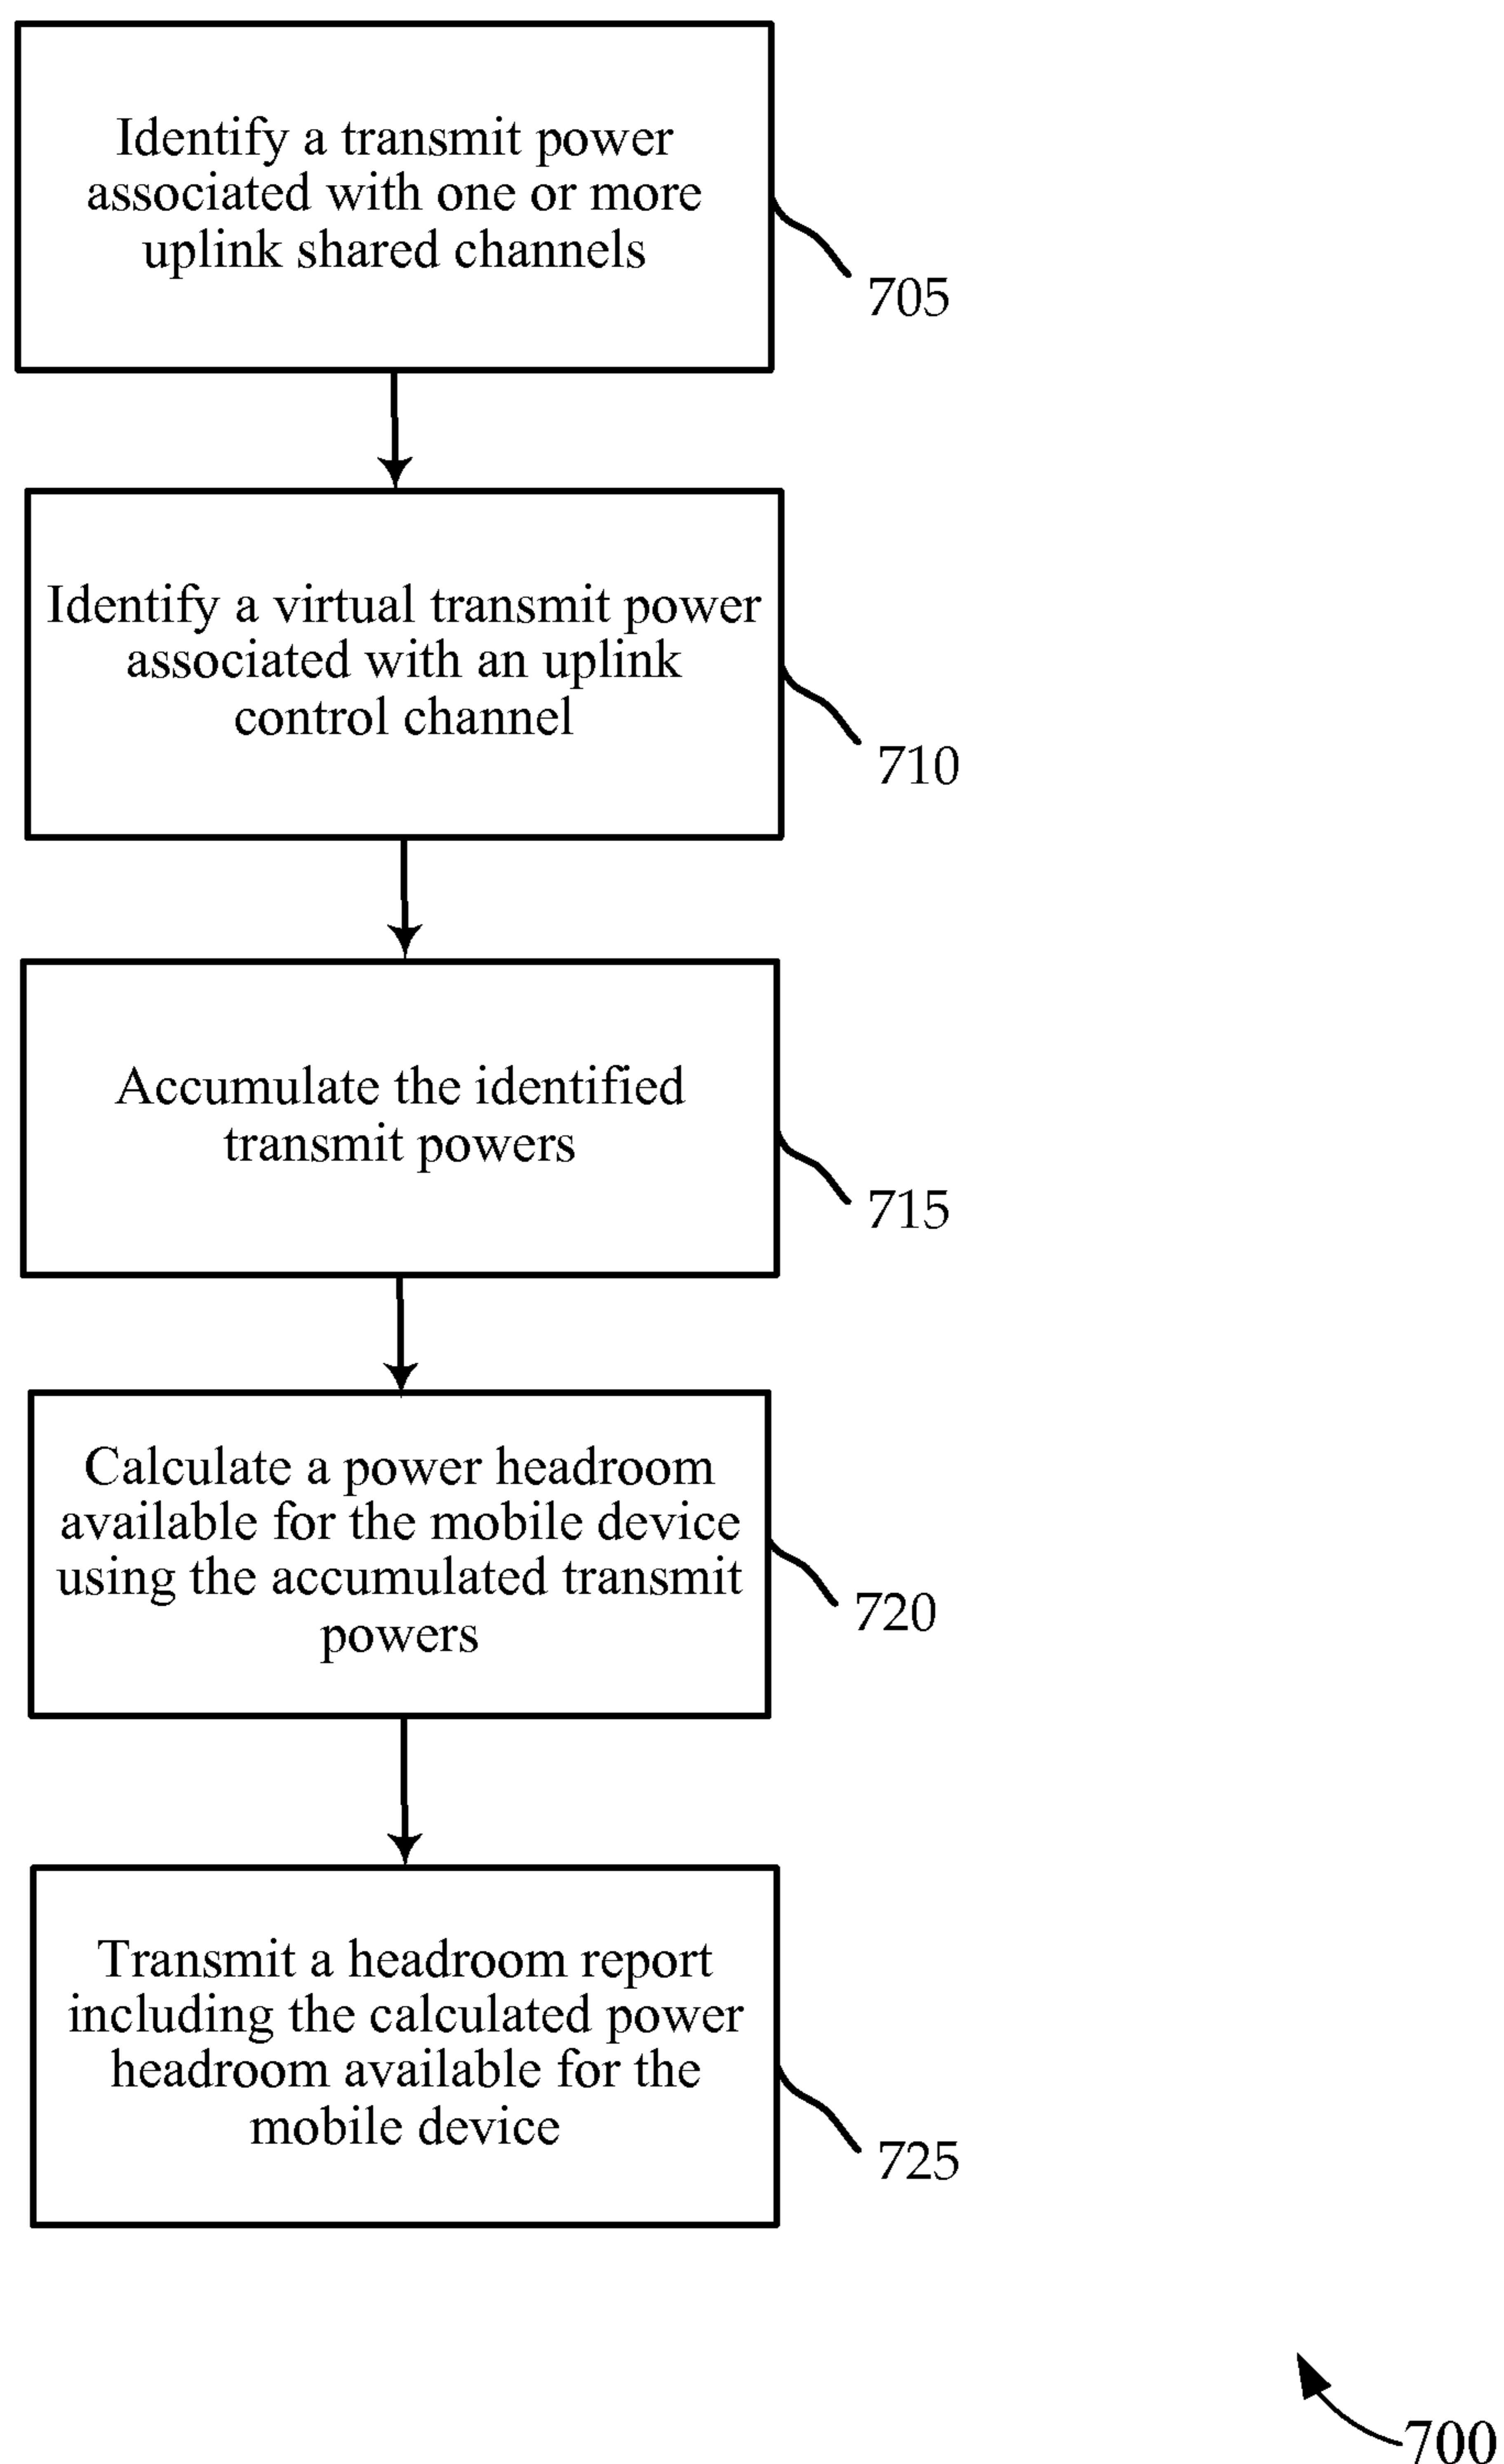 Identify a transmit power
associated with one or more
uplink shared channels
705
Identify a virtual transmit power
associated with an uplink
control channel
710
Accumulate the identified
transmit powers
715
Calculate a power headroom
available for the mobile device
using the accumulated transmit
powers
720
Transmit a headroom report
including the calculated power
headroom available for the
mobile device
725
700